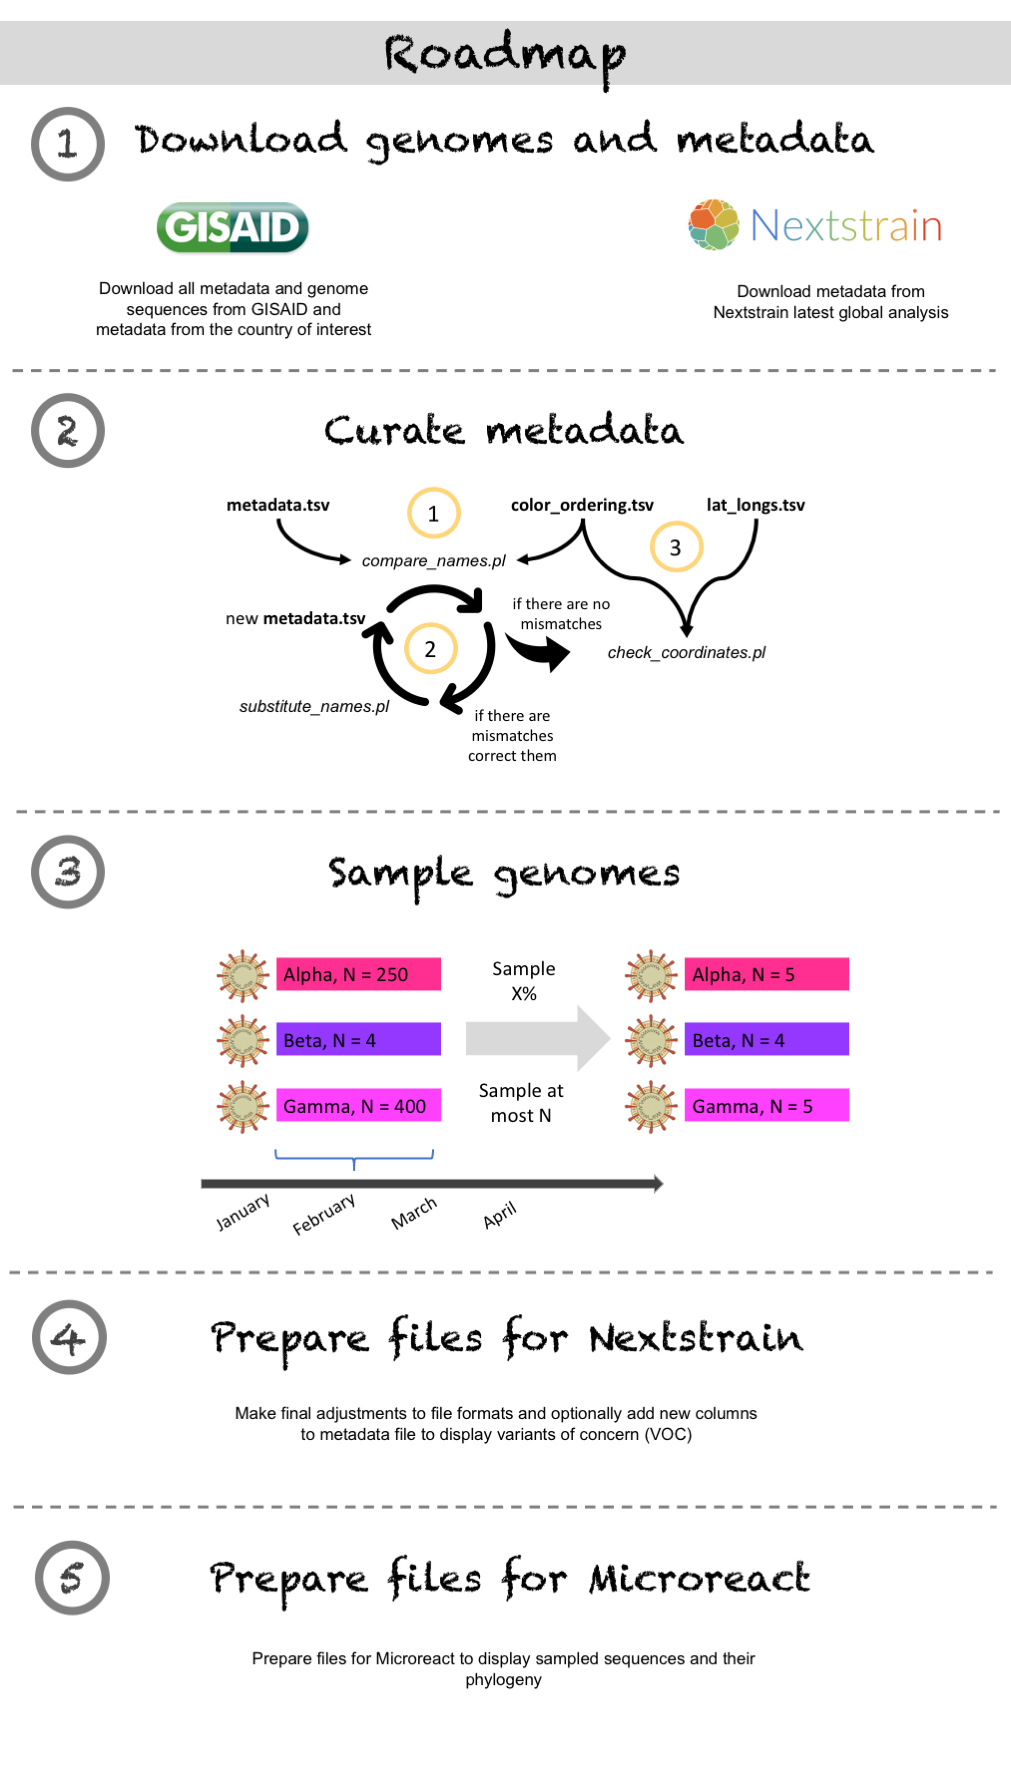 Roadmap
1
Download genomes and metadata
GISAID
Nextstrain
Download all metadata and genome
sequences from GISAID and
metadata from the country of interest
Download metadata from
Nextstrain latest global analysis
2
Curate metadata
metadata.tsv
1
color_ordering.tsv
lat_longs.tsv
3
compare_names.pl
new metadata.tsv
2
if there are no
mismatches
check_coordinates.pl
substitute_names.pl
if there are
mismatches
correct them
3
Sample genomes
Alpha, N = 250
Beta, N = 4
Gamma, N = 400
Sample
X%
Sample at
most N
Alpha, N = 5
Beta, N = 4
Gamma, N = 5
January
February
March
April
4
Prepare files for Nextstrain
Make final adjustments to file formats and optionally add new columns
to metadata file to display variants of concern (VOC)
5
Prepare files for Microreact
Prepare files for Microreact to display sampled sequences and their
phylogeny